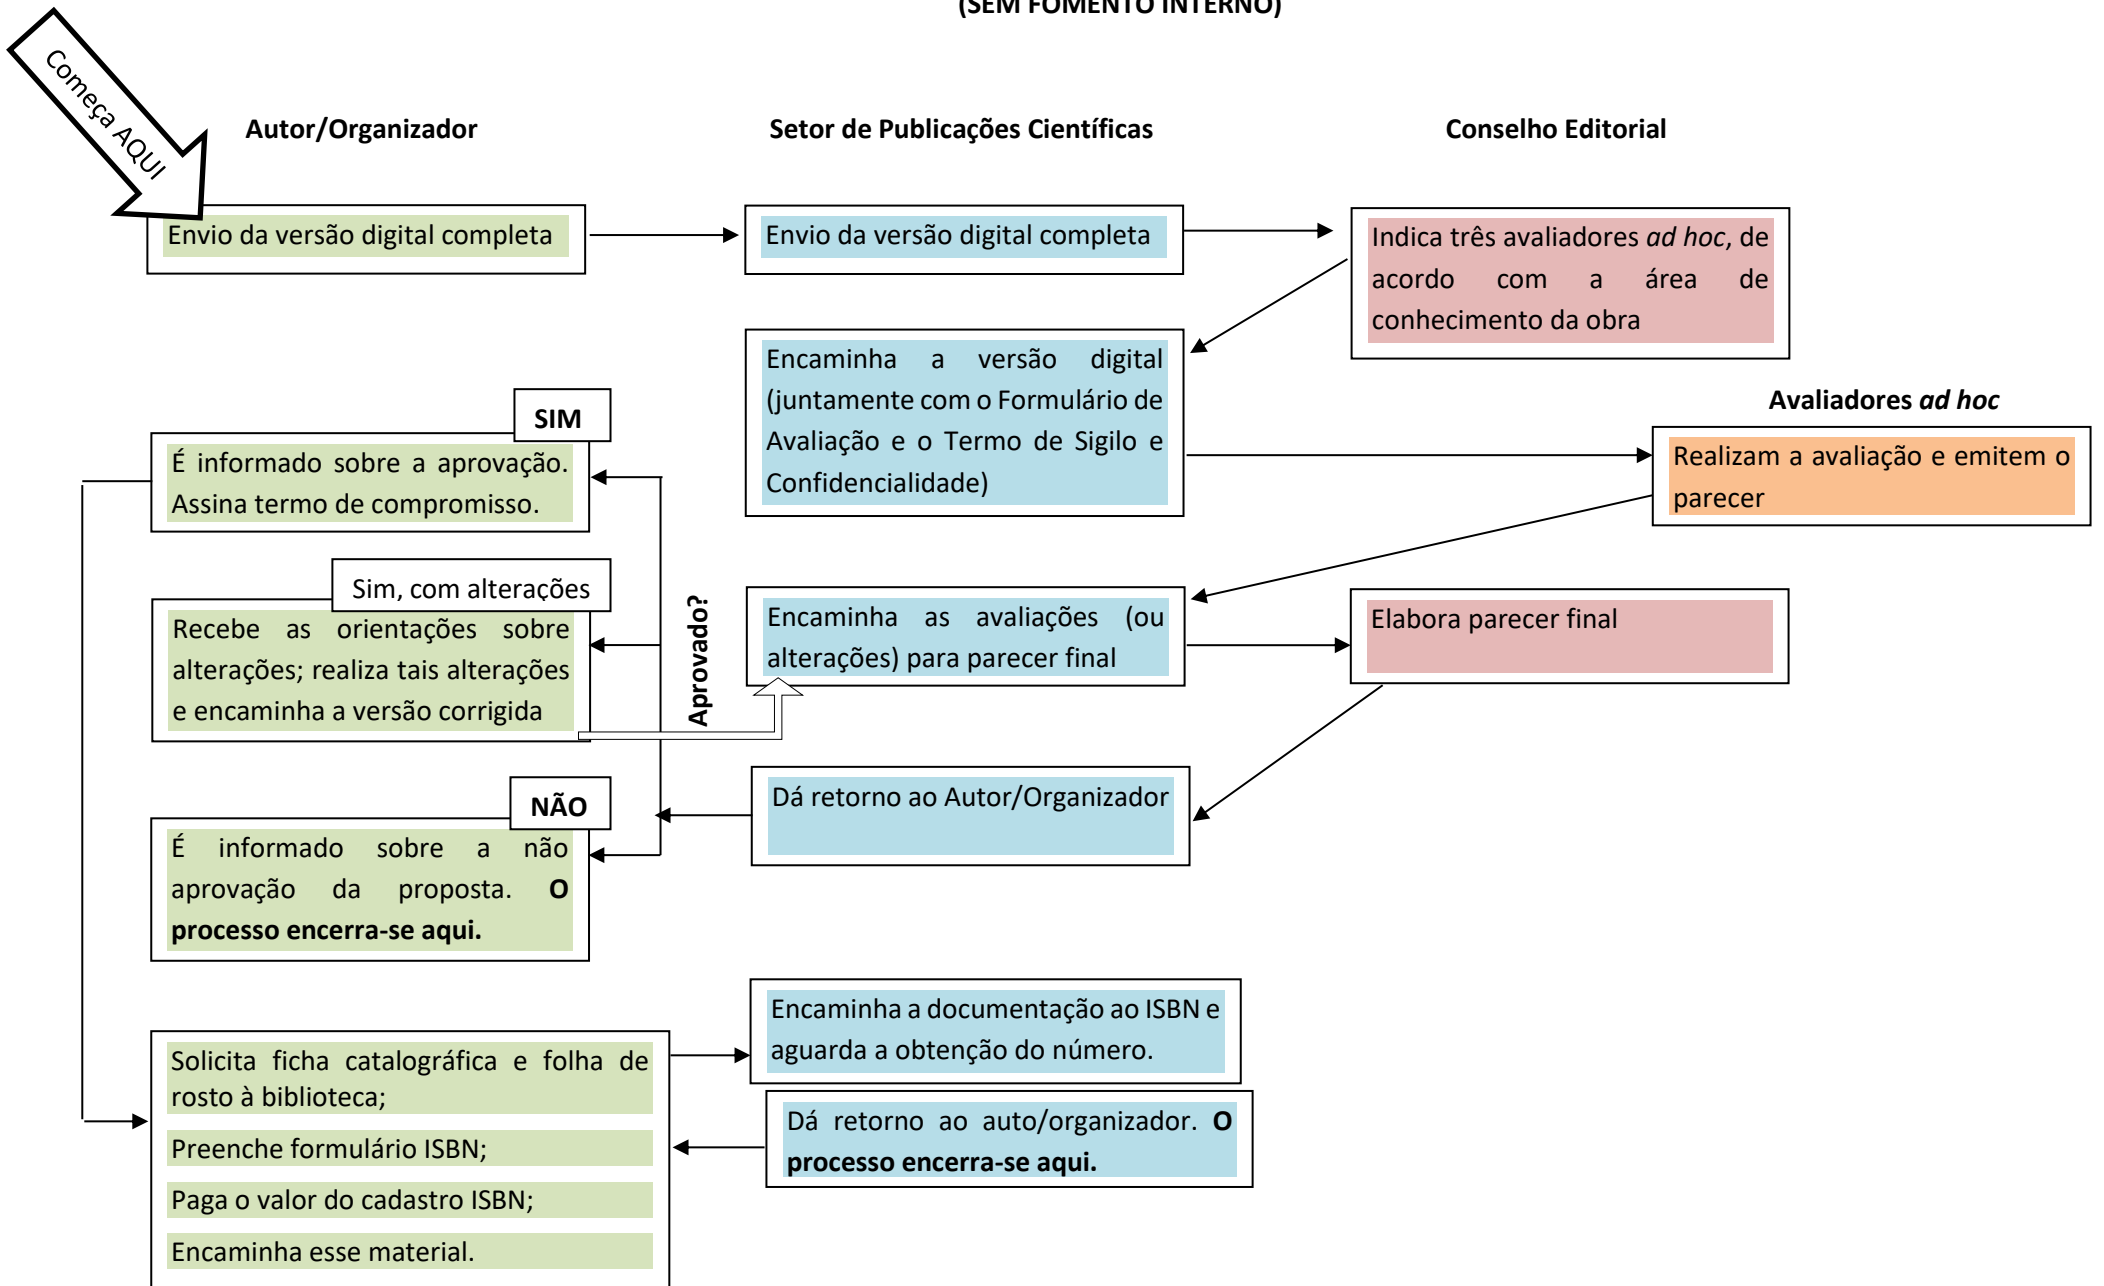 (SEM FOMENTO INTERNO)
Começa AQUI
Autor/Organizador
Setor de Publicações Científicas
Conselho Editorial
Envio da versão digital completa
Envio da versão digital completa
Indica três avaliadores ad hoc, de
acordo com a área de
conhecimento da obra
Encaminha a versão digital
(juntamente com o Formulário de
Avaliação e o Termo de Sigilo e
Confidencialidade)
Avaliadores ad hoc
Realizam a avaliação e emitem o
parecer
SIM
É informado sobre a aprovação.
Assina termo de compromisso.
Sim, com alterações
Recebe as orientações sobre
alterações; realiza tais alterações
e encaminha a versão corrigida
Aprovado?
Encaminha as avaliações (ou
alterações) para parecer final
Elabora parecer final
Dá retorno ao Autor/Organizador
NÃO
É informado sobre a não
aprovação da proposta. O
processo encerra-se aqui.
Encaminha a documentação ao ISBN e
aguarda a obtenção do número.
Solicita ficha catalográfica e folha de
rosto à biblioteca;
Preenche formulário ISBN;
Paga o valor do cadastro ISBN;
Encaminha esse material.
Dá retorno ao auto/organizador. O
processo encerra-se aqui.